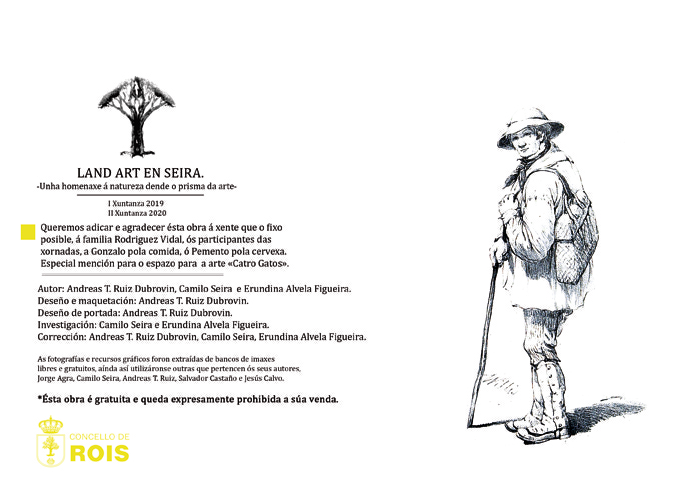 LAND ART EN SEIRA.
-Unha homenaxe á natureza dende o prisma da arte-
I Xuntanza 2019
II Xuntanza 2020
Queremos adicar e agradecer ésta obra á xente que o fixo
posible, á familia Rodriguez Vidal, ós participantes das
xornadas, a Gonzalo pola comida, ó Pemento pola cervexa.
Especial mención para o espazo para a arte «Catro Gatos».
Autor: Andreas T. Ruiz Dubrovin, Camilo Seira e Erundina Alvela Figueira.
Deseño e maquetación: Andreas T. Ruiz Dubrovin.
Deseño de portada: Andreas T. Ruiz Dubrovin.
Investigación: Camilo Seira e Erundina Alvela Figueira.
Corrección: Andreas T. Ruiz Dubrovin, Camilo Seira, Erundina Alvela Figueira.
As fotografías e recursos gráficos foron extraídas de bancos de imaxes
libres e gratuitos, aínda así utilizáronse outras que pertencen ós seus autores,
Jorge Agra, Camilo Seira, Andreas T. Ruiz, Salvador Castaño e Jesús Calvo.
*Ésta obra é gratuita e queda expresamente prohibida a súa venda.
CONCELLO DE
ROIS